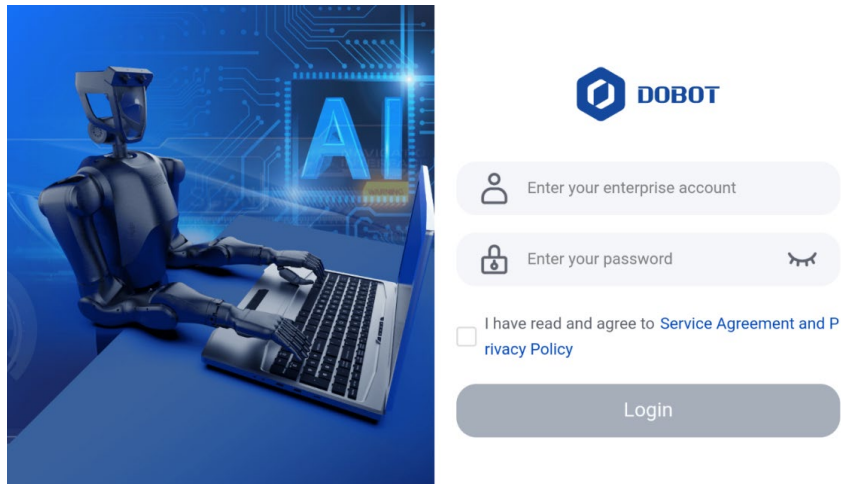 AI
WARNING
DOBOT
Enter your enterprise account
Enter your password
I have read and agree to Service Agreement and P
rivacy Policy
Login